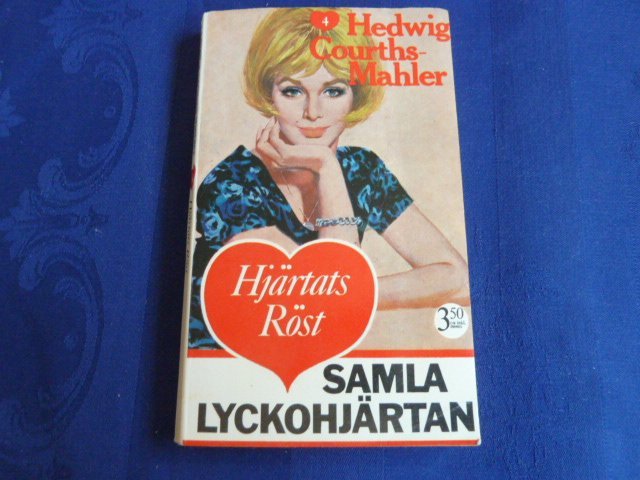 4 Hedwig
Courths-
Mahler
Hjärtats
Röst
3.50
SAMLA
LYCKOHJÄRTAN